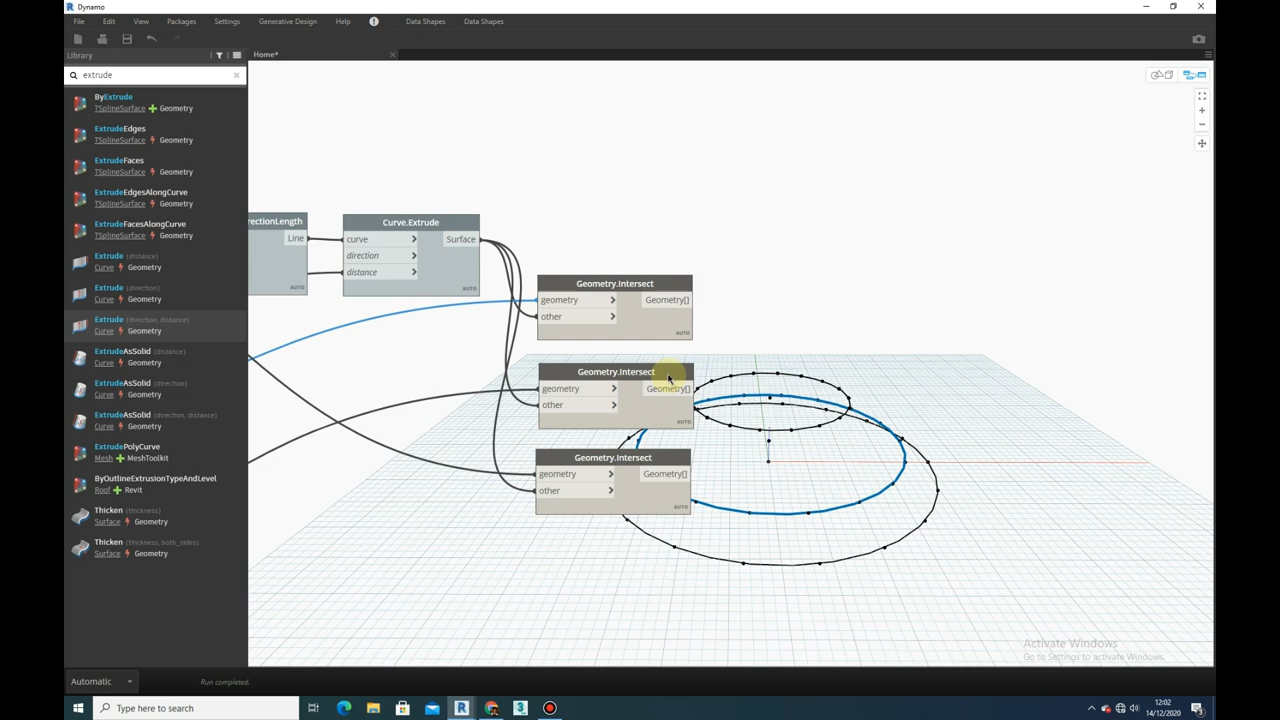 Dynamo
File Edit View Packages Settings Generative Design Help Data Shapes Data Shapes
Library
Home*
extrude
ByExtrude
TSplineSurface Geometry
ExtrudeEdges
TSplineSurface Geometry
ExtrudeFaces
TSplineSurface Geometry
ExtrudeEdgesAlongCurve
TSplineSurface Geometry
ExtrudeFacesAlongCurve
TSplineSurface Geometry
Extrude (distance)
Curve Geometry
Extrude (direction)
Curve Geometry
Extrude (direction, distance)
Curve Geometry
ExtrudeAsSolid (distance)
Curve Geometry
ExtrudeAsSolid (direction)
Curve Geometry
ExtrudeAsSolid (direction, distance)
Curve Geometry
ExtrudePolyCurve
Mesh MeshToolkit
ByOutlineExtrusionTypeAndLevel
Roof Revit
Thicken (thickness)
Surface Geometry
Thicken (thickness, both_sides)
Surface Geometry
rectionLength
Line
AUTO
Curve.Extrude
curve > Surface
direction >
distance >
AUTO
Geometry.Intersect
geometry > Geometry[]
other >
AUTO
Geometry.Intersect
geometry > Geometry[]
other >
AUTO
Geometry.Intersect
geometry > Geometry[]
other >
AUTO
Activate Windows
Go to Settings to activate Windows.
Automatic
Run completed.
Type here to search
12:02
14/12/2020
3